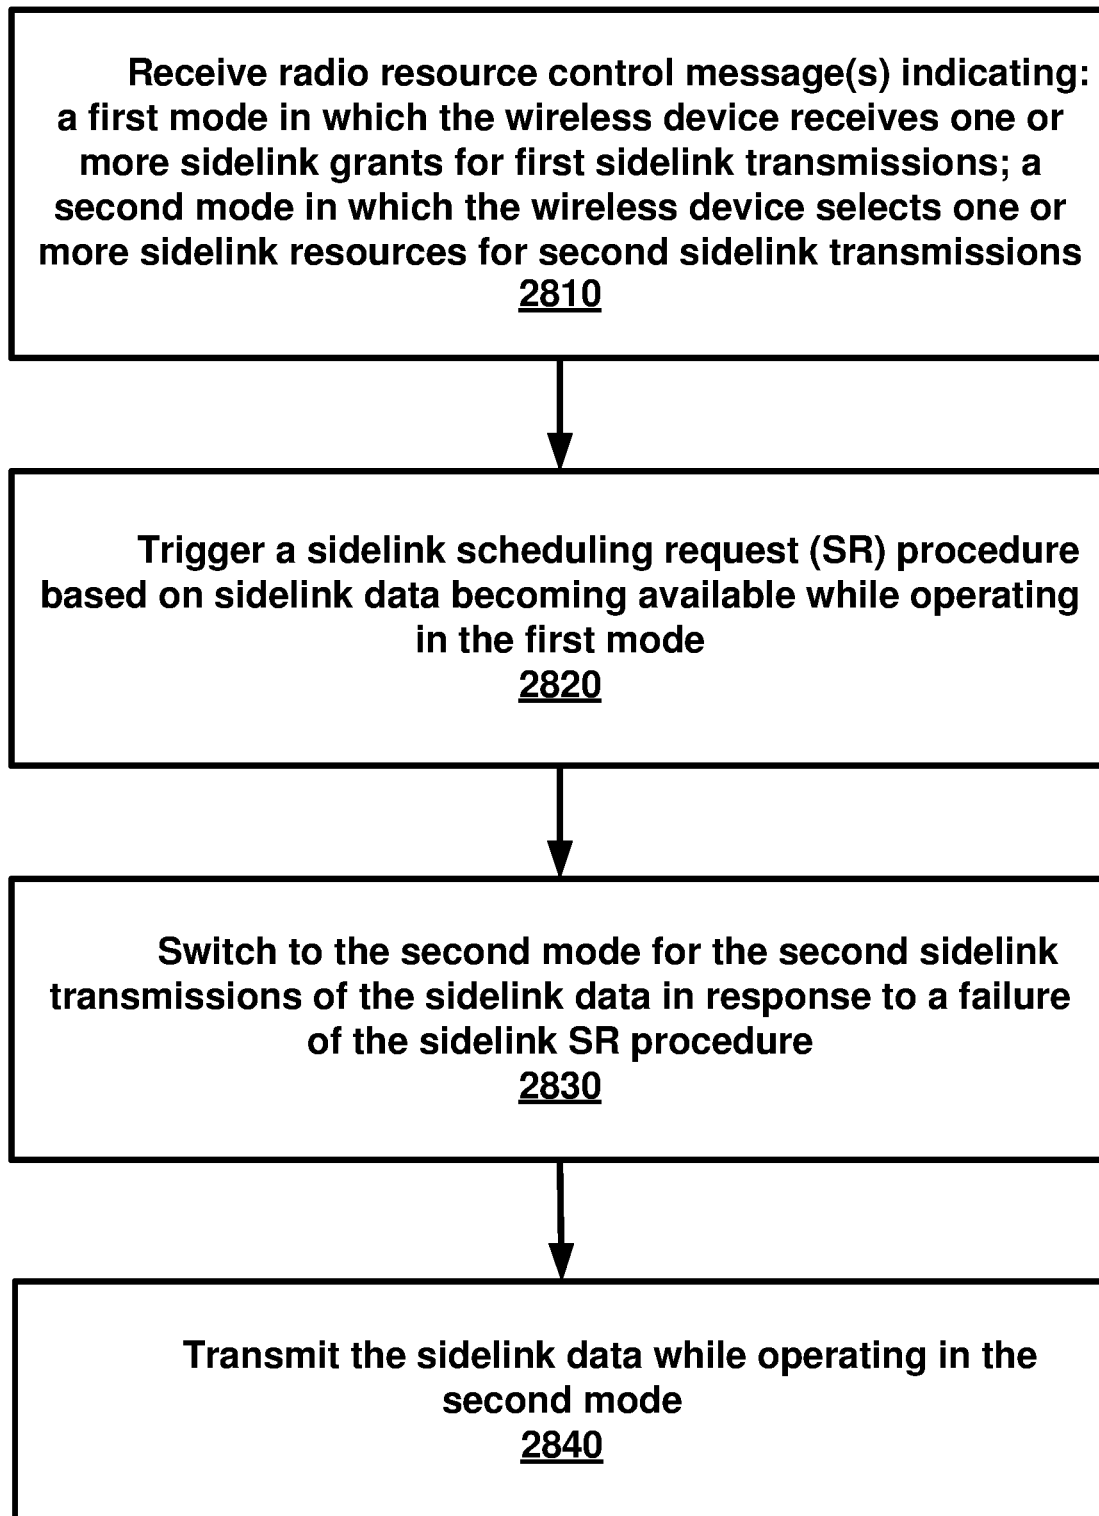 Receive radio resource control message(s) indicating:
a first mode in which the wireless device receives one or
more sidelink grants for first sidelink transmissions; a
second mode in which the wireless device selects one or
more sidelink resources for second sidelink transmissions
2810
Trigger a sidelink scheduling request (SR) procedure
based on sidelink data becoming available while operating
in the first mode
2820
Switch to the second mode for the second sidelink
transmissions of the sidelink data in response to a failure
of the sidelink SR procedure
2830
Transmit the sidelink data while operating in the
second mode
2840